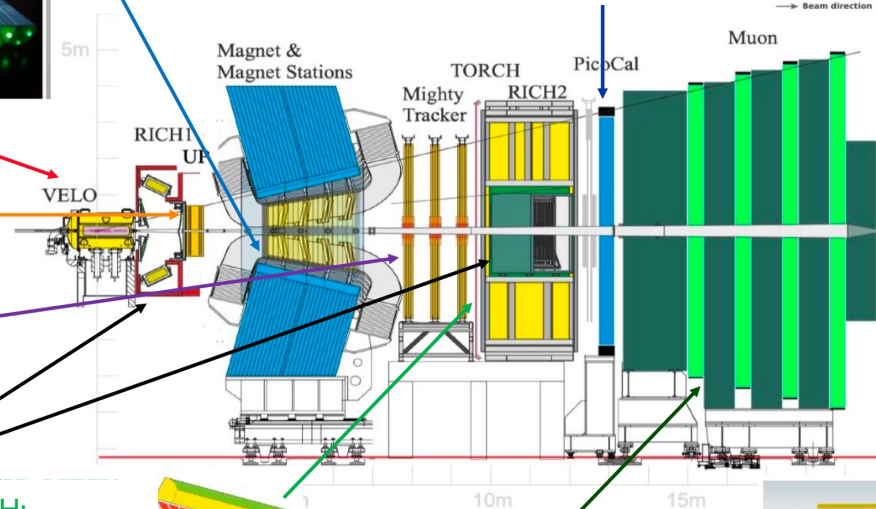 Beam direction
5m
Muon
Magnet &
Magnet Stations
TORCH
PicoCal
RICH2
Mighty
Tracker
RICH1
UP
VELO
10m
15m